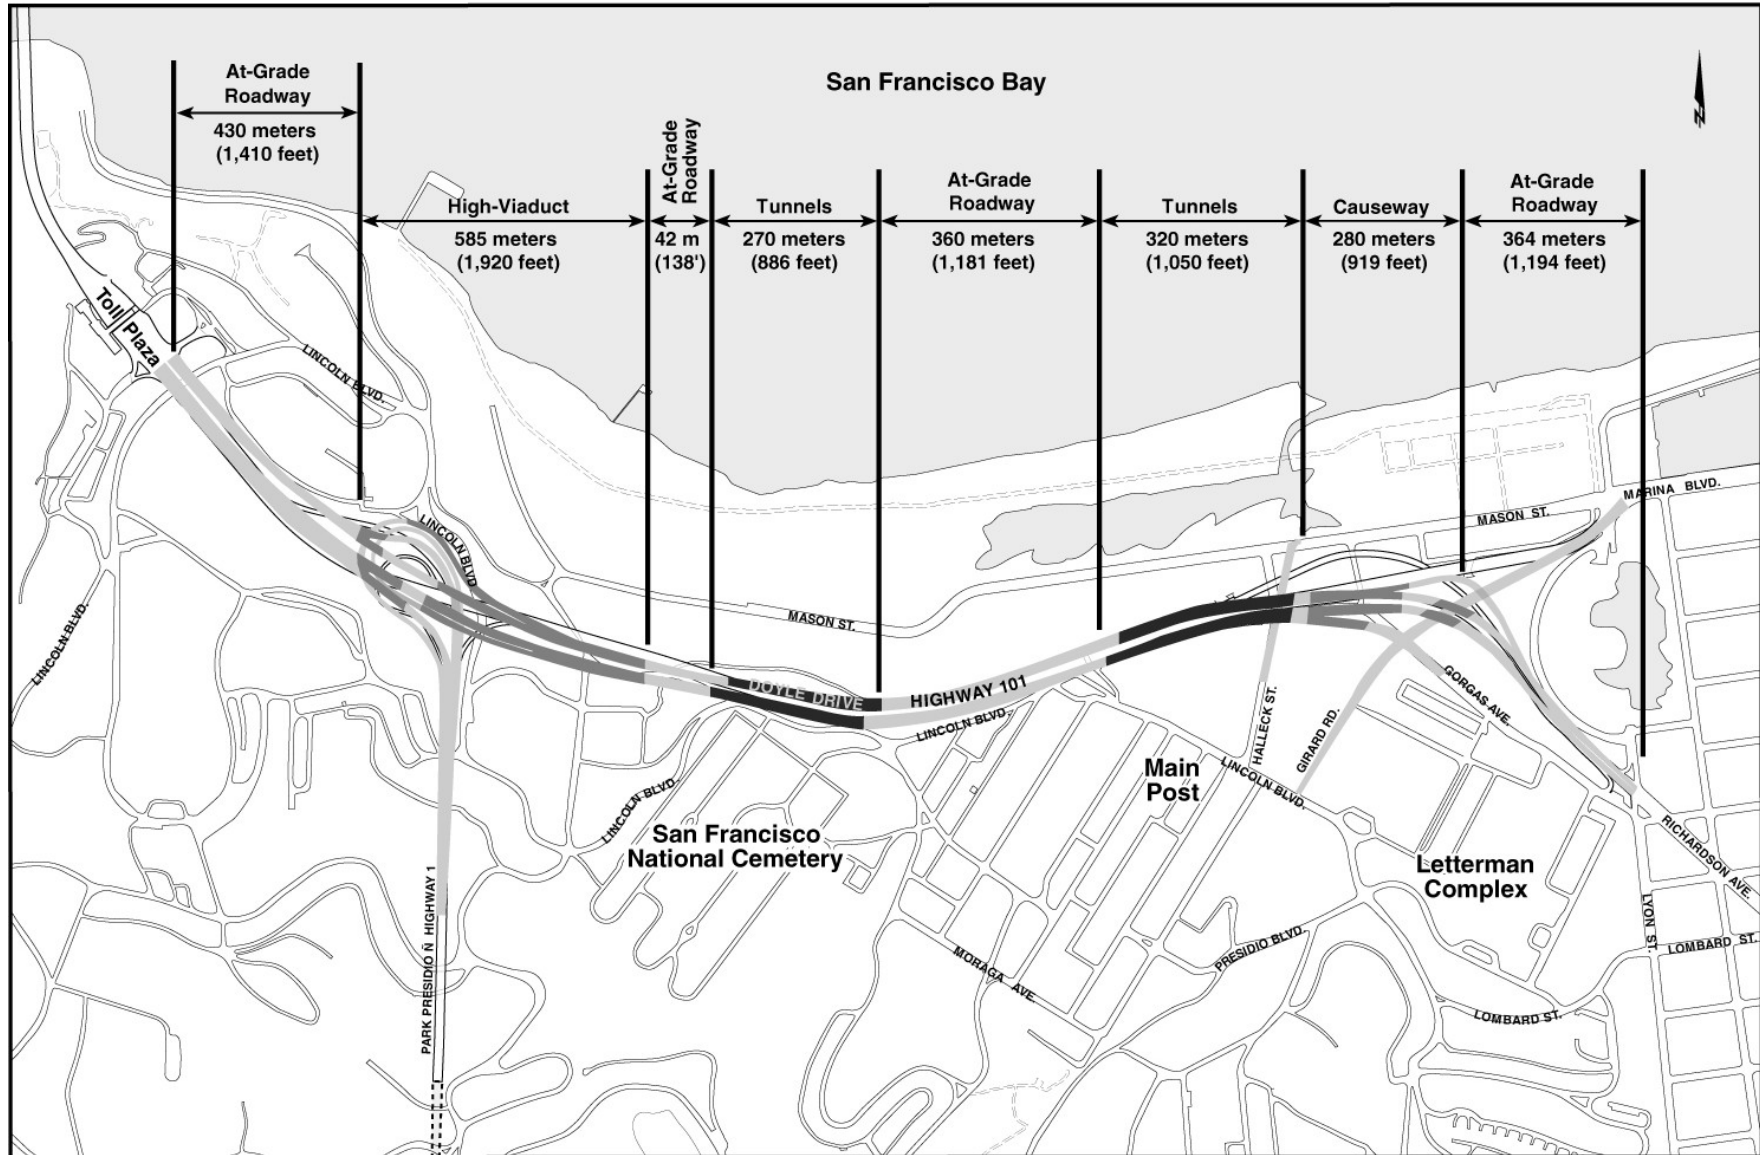 San Francisco Bay
N
At-Grade
Roadway
430 meters
(1,410 feet)
High-Viaduct
585 meters
(1,920 feet)
At-Grade
Roadway
42 m
(138')
Tunnels
270 meters
(886 feet)
At-Grade
Roadway
360 meters
(1,181 feet)
Tunnels
320 meters
(1,050 feet)
Causeway
280 meters
(919 feet)
At-Grade
Roadway
364 meters
(1,194 feet)
Toll
Plaza
LINCOLN BLVD.
LINCOLN BLVD
LINCOLN BLVD.
MASON ST.
MASON ST.
MARINA BLVD.
DOYLE DRIVE
HIGHWAY 101
LINCOLN BLVD.
LINCOLN BLVD.
HALLECK ST.
GIRARD RD.
GORGAS AVE.
Main
Post
LINCOLN BLVD.
San Francisco
National Cemetery
Letterman
Complex
RICHARDSON AVE.
LYON ST.
LOMBARD ST.
PRESIDIO BLVD.
MORAGA AVE.
LOMBARD ST.
PARK PRESIDIO Ñ HIGHWAY 1